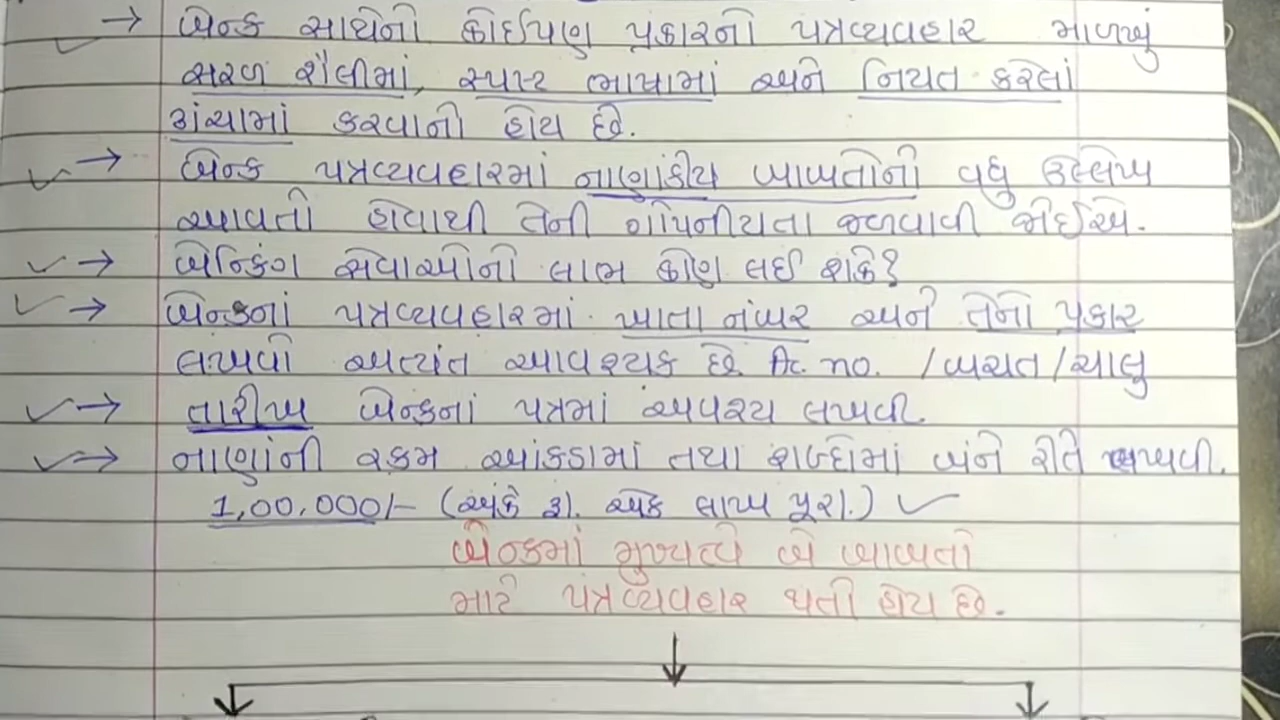 → બેન્ક સાથેનો કોઈપણ પ્રકારનો પત્રવ્યવહાર માળખું
સરળ શૈલીમાં, સ્પષ્ટ ભાષામાં અને નિયત કરેલાં
ઢાંચામાં કરવાનો હોય છે.
→ બેન્ક પત્રવ્યવહારમાં નાણાંકીય બાબતોનો વધુ ઉલ્લેખ
આવતો હોવાથી તેની ગોપનીયતા જળવાવી જોઈએ.
→ બેન્કિંગ સેવાઓનો લાભ કોણ લઈ શકે?
→ બેન્કનાં પત્રવ્યવહારમાં ખાતા નંબર અને તેનો પ્રકાર
લખવો અત્યંત આવશ્યક છે. Ac. no. /બચત/ચાલુ
→ તારીખ બેન્કનાં પત્રમાં અવશ્ય લખવી.
→ નાણાંની રકમ આંકડામાં તથા શબ્દોમાં બંને રીતે લખવી.
1,00,000/- (અંકે રૂા. એક લાખ પૂરા.)
બેન્કમાં મુખ્યત્વે બે બાબતો
માટે પત્રવ્યવહાર થતો હોય છે.